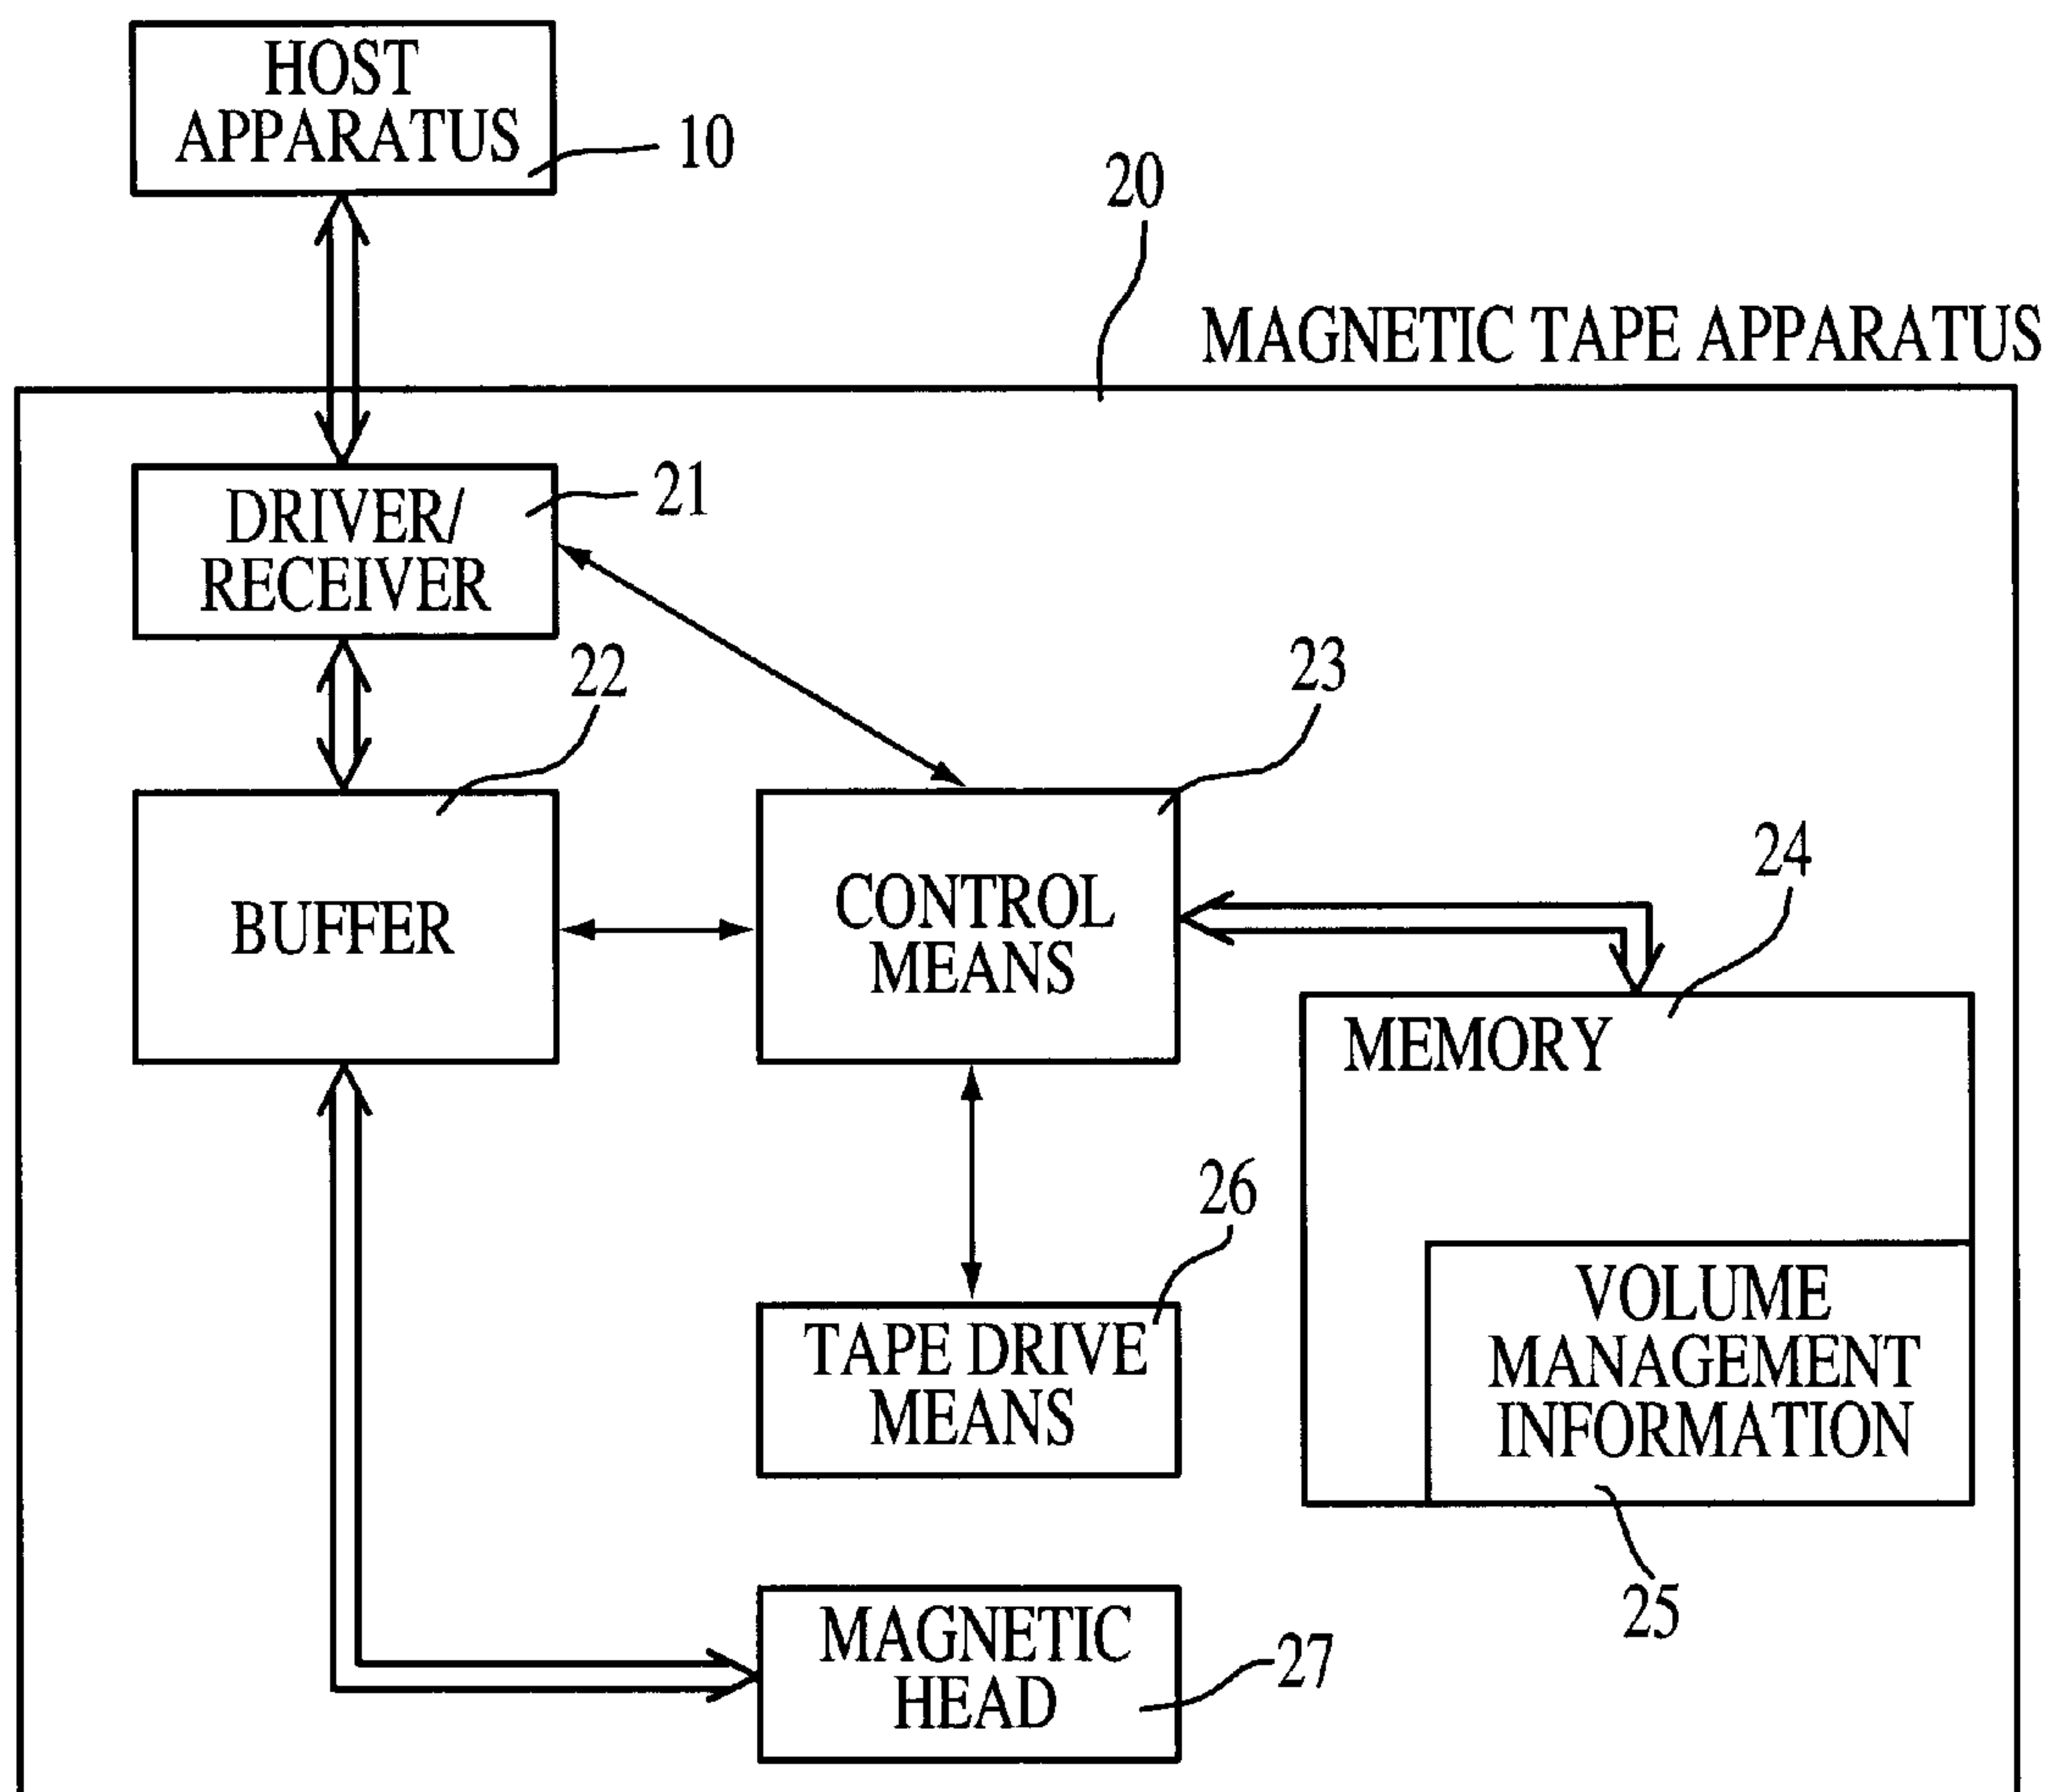 HOST
APPARATUS
10
20
MAGNETIC TAPE APPARATUS
DRIVER/
RECEIVER
21
22
23
BUFFER
CONTROL
MEANS
24
MEMORY
26
TAPE DRIVE
MEANS
VOLUME
MANAGEMENT
INFORMATION
25
MAGNETIC
HEAD
27